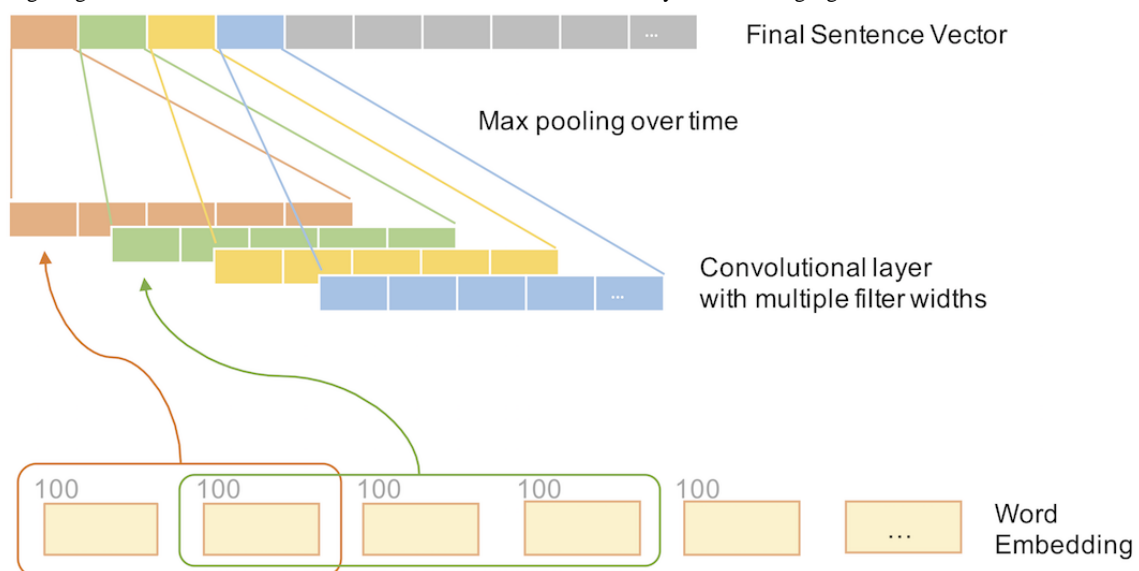 ...
Final Sentence Vector
Max pooling over time
Convolutional layer
with multiple filter widths
...
100 100 100 100 100
...
Word
Embedding